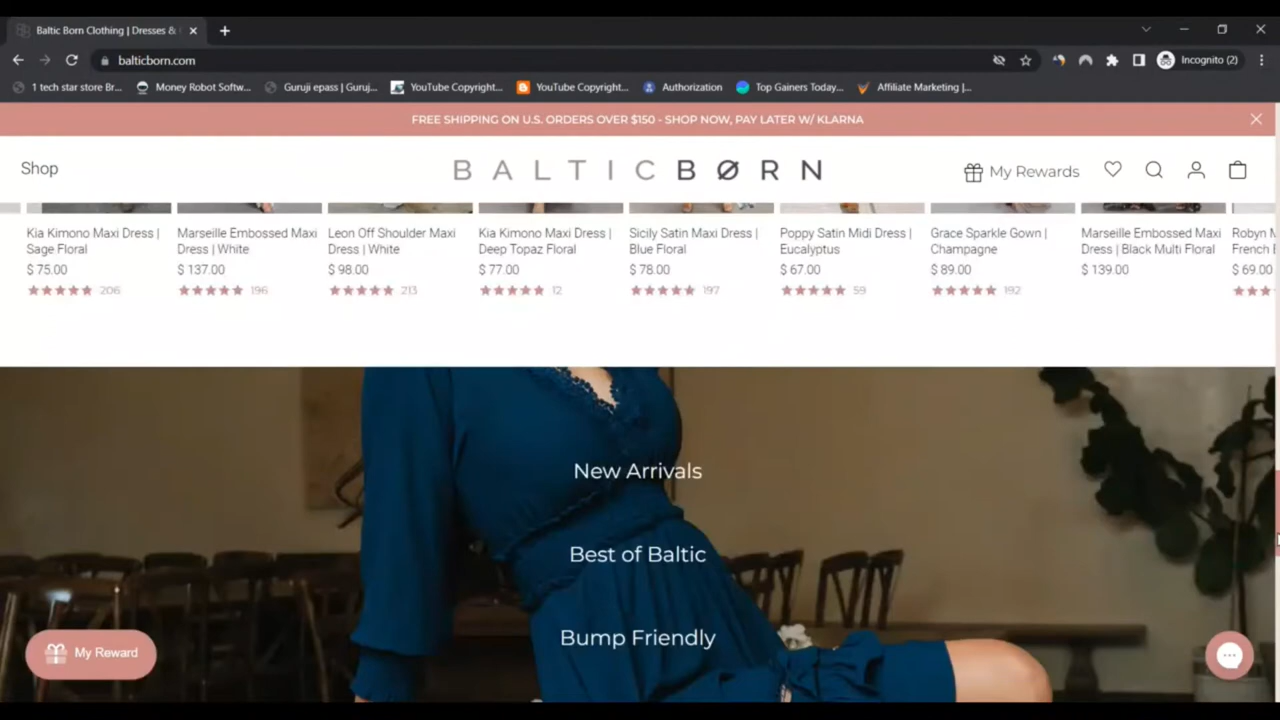 Baltic Born Clothing | Dresses &
balticborn.com
Incognito (2)
1 tech star store Br...
Money Robot Softw...
Guruji epass | Guruj...
YouTube Copyright...
YouTube Copyright...
Authorization
Top Gainers Today...
Affiliate Marketing |...
FREE SHIPPING ON U.S. ORDERS OVER $150 - SHOP NOW, PAY LATER W/ KLARNA
Shop
BALTICBØRN
My Rewards
Kia Kimono Maxi Dress |
Sage Floral
$ 75.00
206
Marseille Embossed Maxi
Dress | White
$ 137.00
196
Leon Off Shoulder Maxi
Dress | White
$ 98.00
213
Kia Kimono Maxi Dress |
Deep Topaz Floral
$ 77.00
12
Sicily Satin Maxi Dress |
Blue Floral
$ 78.00
197
Poppy Satin Midi Dress |
Eucalyptus
$ 67.00
59
Grace Sparkle Gown |
Champagne
$ 89.00
192
Marseille Embossed Maxi
Dress | Black Multi Floral
$ 139.00
Robyn M
French
$ 69.00
New Arrivals
Best of Baltic
Bump Friendly
My Reward